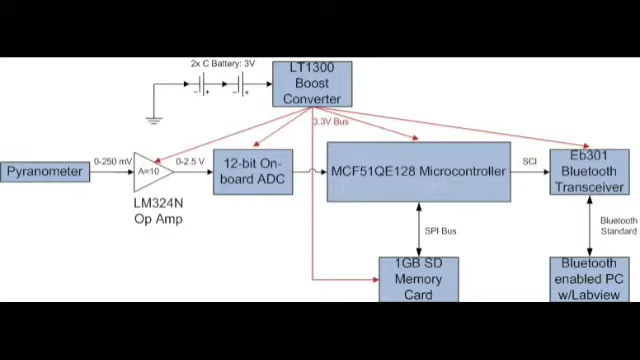 2x C Battery: 3V
LT1300
Boost
Converter
3.3V Bus
Pyranometer
0-250 mV
A=10
0-2.5 V
LM324N
Op Amp
12-bit On-
board ADC
MCF51QE128 Microcontroller
SCI
Eb301
Bluetooth
Transceiver
SPI Bus
Bluetooth
Standard
1GB SD
Memory
Card
Bluetooth
enabled PC
w/Labview